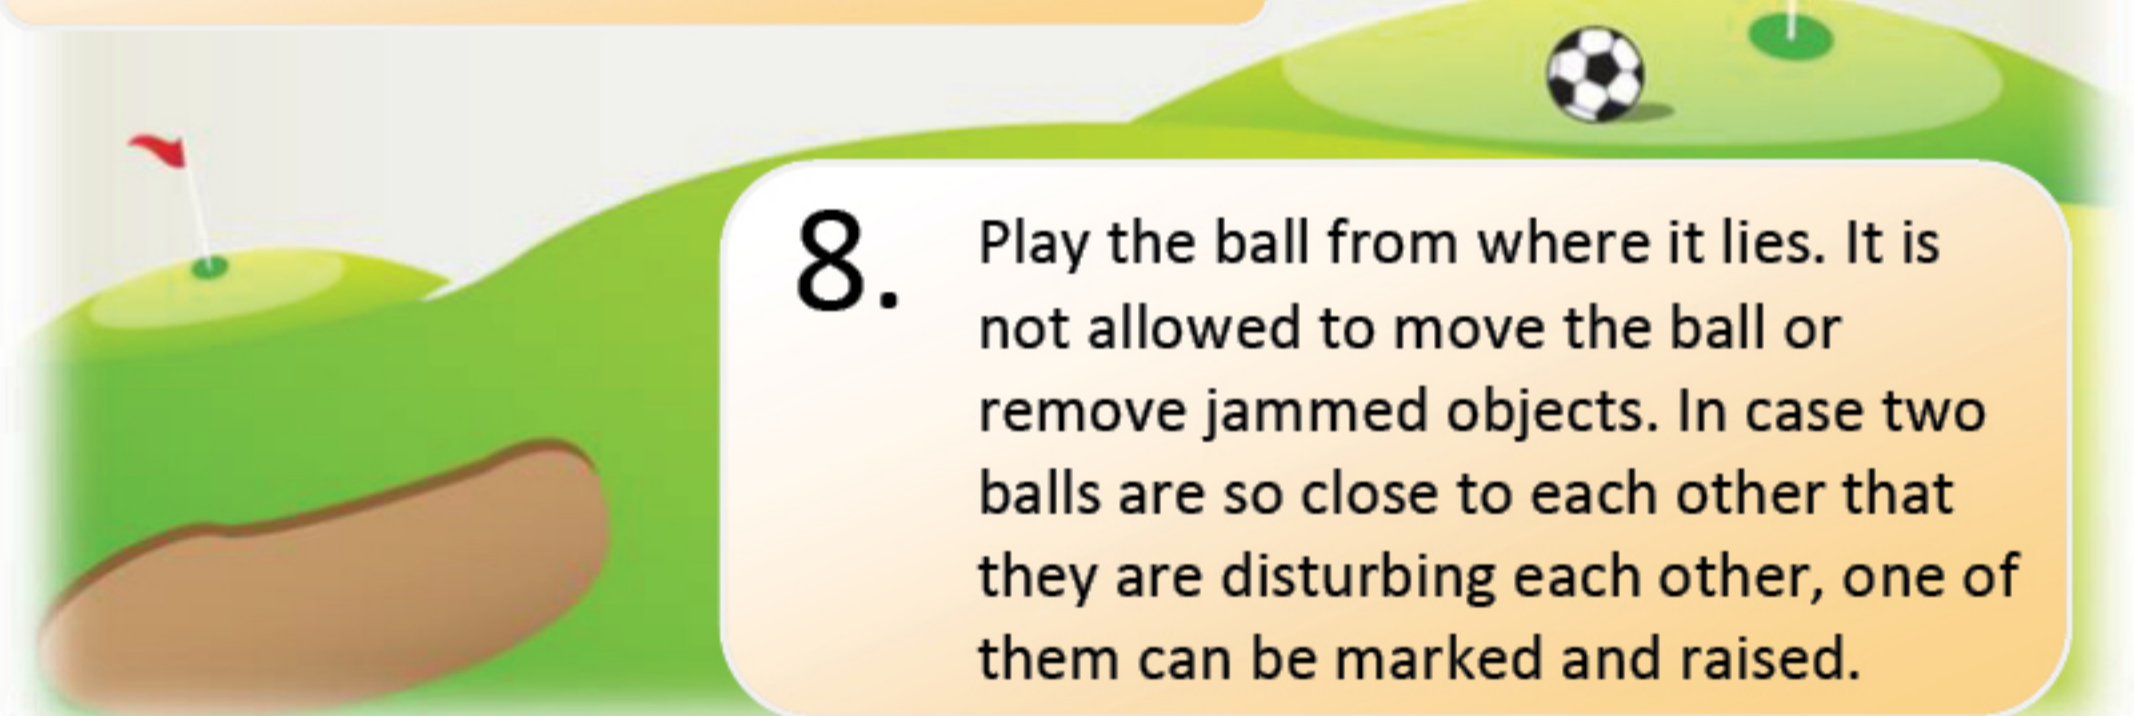 8. Play the ball from where it lies. It is
not allowed to move the ball or
remove jammed objects. In case two
balls are so close to each other that
they are disturbing each other, one of
them can be marked and raised.